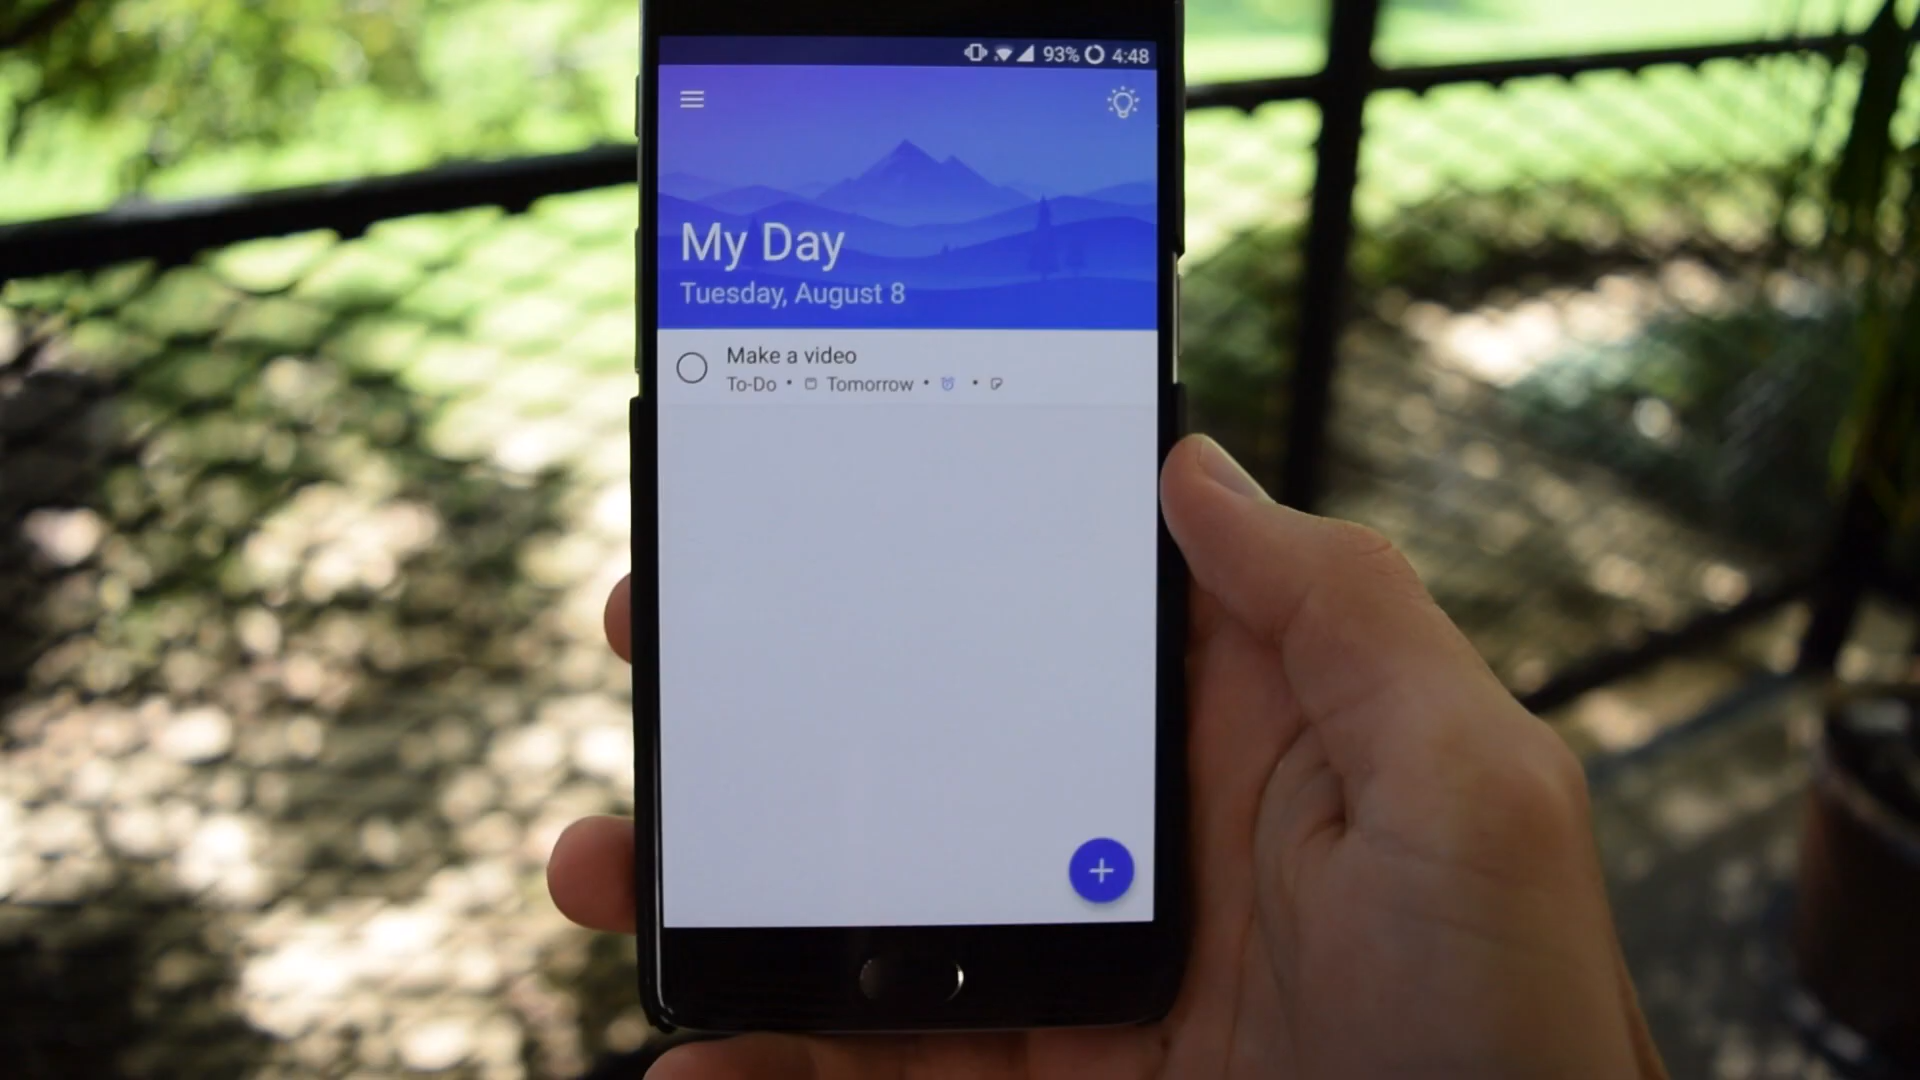 93% 4:48
My Day
Tuesday, August 8
Make a video
To-Do • Tomorrow • •